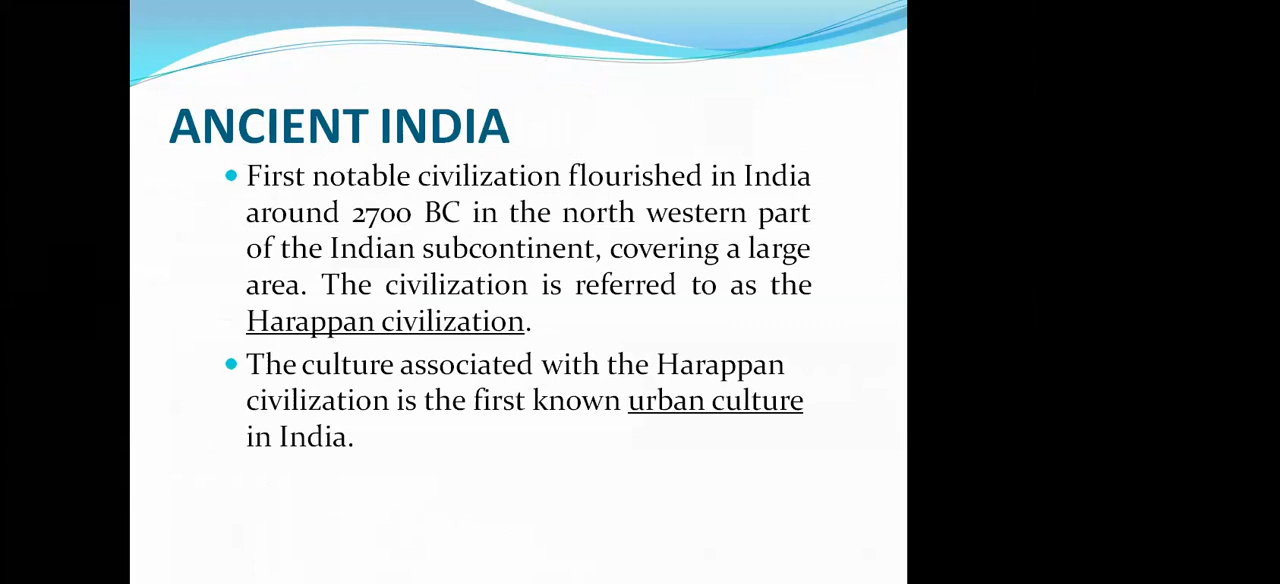 ANCIENT INDIA
• First notable civilization flourished in India
around 2700 BC in the north western part
of the Indian subcontinent, covering a large
area. The civilization is referred to as the
Harappan civilization.
• The culture associated with the Harappan
civilization is the first known urban culture
in India.